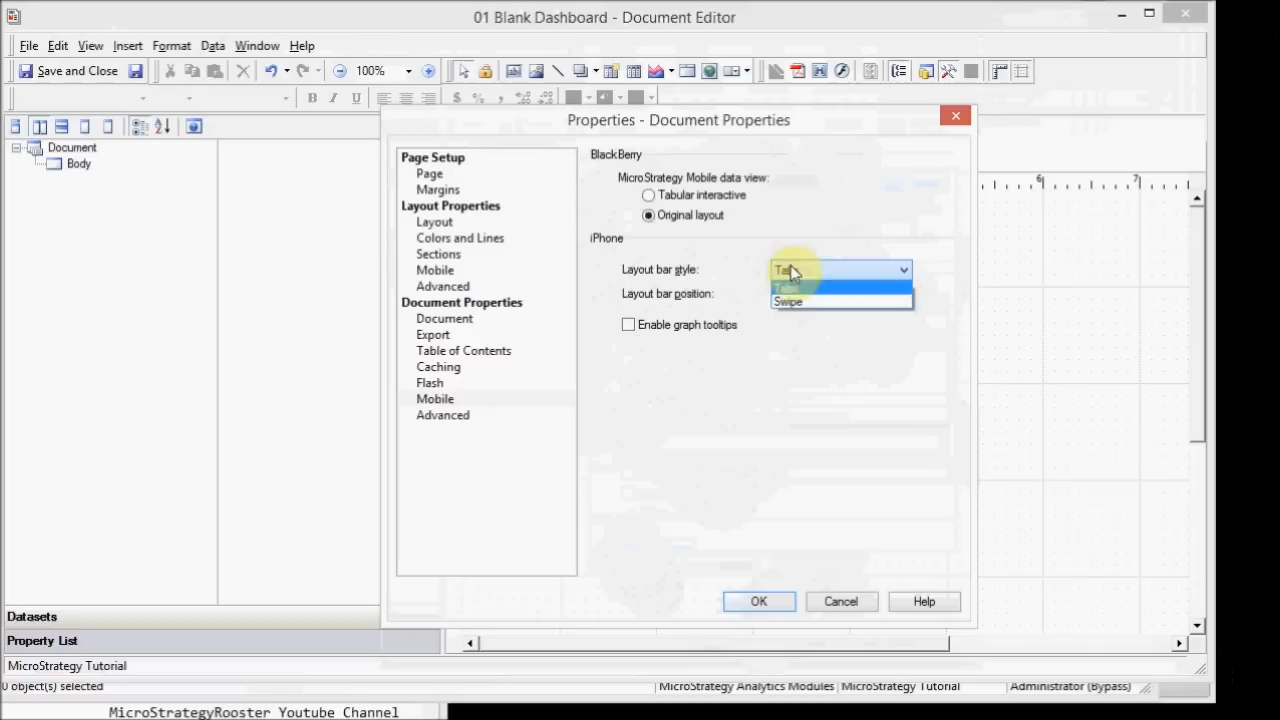 01 Blank Dashboard - Document Editor
File Edit View Insert Format Data Window Help
Save and Close 100%
B I U $ %
Document
Body
Properties - Document Properties
Page Setup
Page
Margins
Layout Properties
Layout
Colors and Lines
Sections
Mobile
Advanced
Document Properties
Document
Export
Table of Contents
Caching
Flash
Mobile
Advanced
BlackBerry
MicroStrategy Mobile data view:
Tabular interactive
Original layout
iPhone
Layout bar style:
Swipe
Layout bar position:
Enable graph tooltips
OK Cancel Help
6 7
Datasets
Property List
MicroStrategy Tutorial
0 object(s) selected MicroStrategy Analytics Modules MicroStrategy Tutorial Administrator (Bypass)
MicroStrategyRooster Youtube Channel